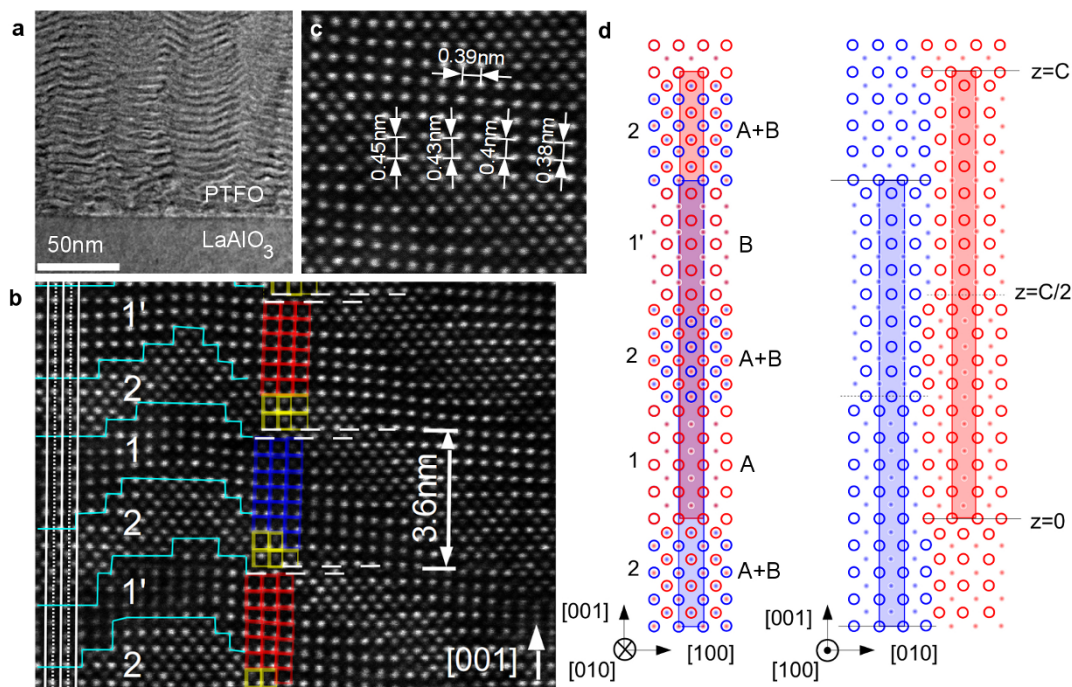 a
PTFO
LaAlO3
50nm
c
0.39nm
0.45nm
0.43nm
0.4nm
0.38nm
b
1'
2
1
2
1'
2
3.6nm
[001]
d
2
A+B
1'
B
2
A+B
1
A
2
A+B
[001]
[010]
[100]
z=C
z=C/2
z=0
[001]
[100]
[010]